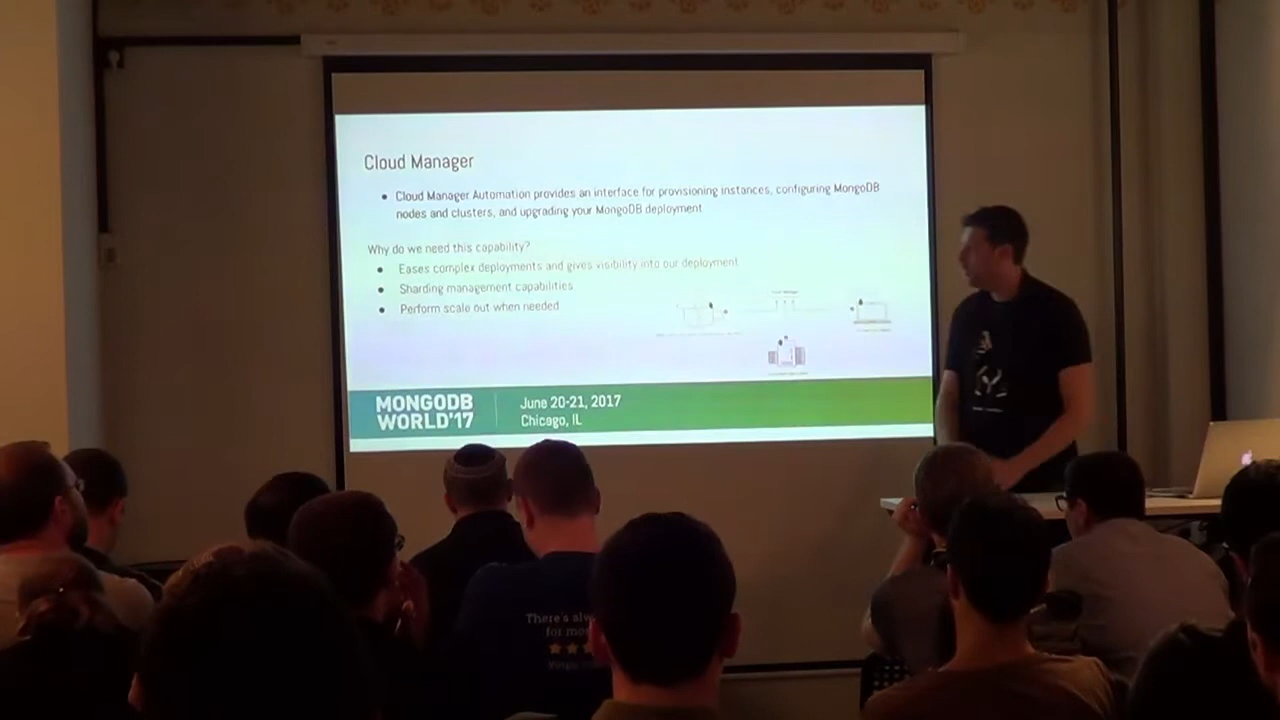 Cloud Manager
● Cloud Manager Automation provides an interface for provisioning instances, configuring MongoDB
nodes and clusters, and upgrading your MongoDB deployment
Why do we need this capability?
● Eases complex deployments and gives visibility into our deployment
● Sharding management capabilities
● Perform scale out when needed
MONGODB
WORLD'17
June 20-21, 2017
Chicago, IL
There's
for